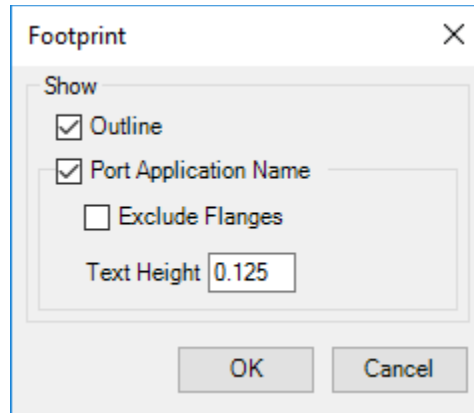 Footprint
Show
Outline
Port Application Name
Exclude Flanges
Text Height 0.125
OK Cancel